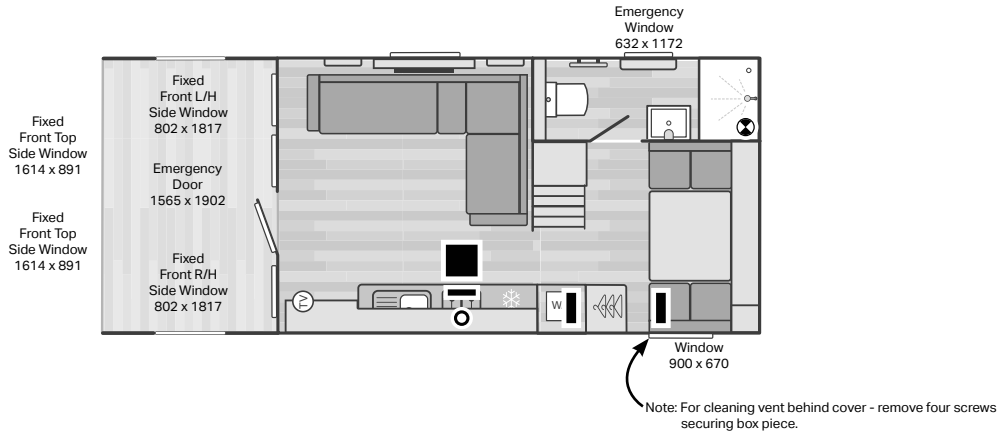 Emergency
Window
632 x 1172
Fixed
Front L/H
Side Window
802 x 1817
Fixed
Front Top
Side Window
1614 x 891
Emergency
Door
1565 x 1902
Fixed
Front Top
Side Window
1614 x 891
Fixed
Front R/H
Side Window
802 x 1817
TV
W
Window
900 x 670
Note: For cleaning vent behind cover - remove four screws
securing box piece.